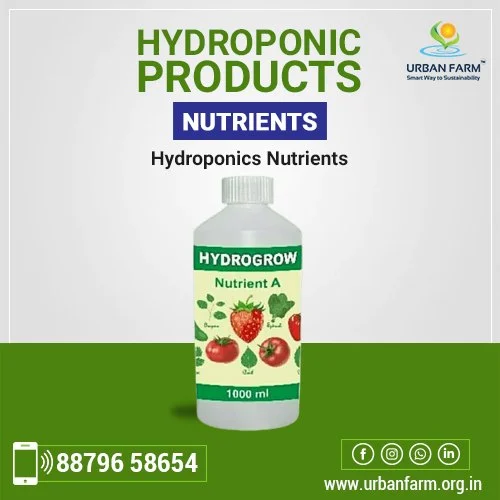 HYDROPONIC
PRODUCTS
URBAN FARM™
Smart Way to Sustainability
NUTRIENTS
Hydroponics Nutrients
HYDROGROW
Nutrient A
1000 ml
88796 58654
www.urbanfarm.org.in